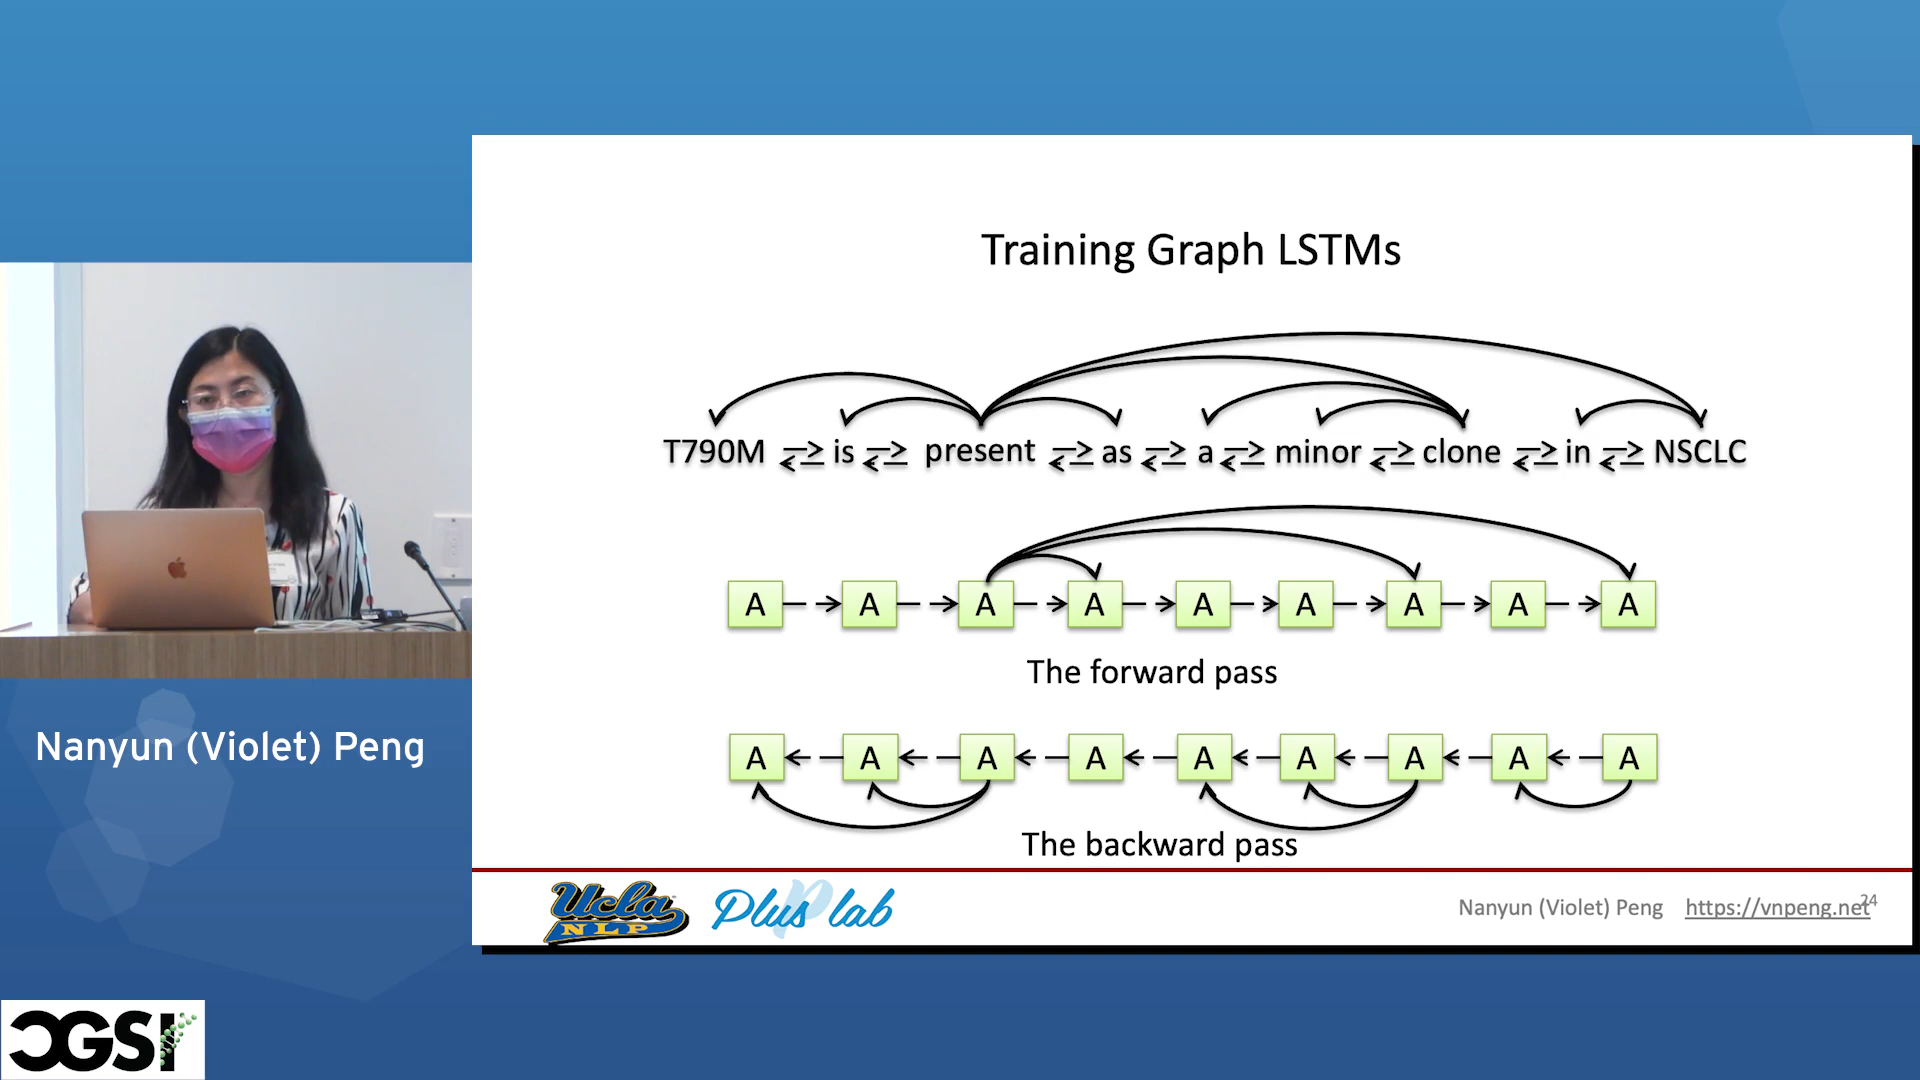 Training Graph LSTMs
T790M is present as a minor clone in NSCLC
A A A A A A A A A
The forward pass
A A A A A A A A A
The backward pass
Ucla NLP
Plus lab
Nanyun (Violet) Peng https://vnpeng.net 24
Nanyun (Violet) Peng
CGSI